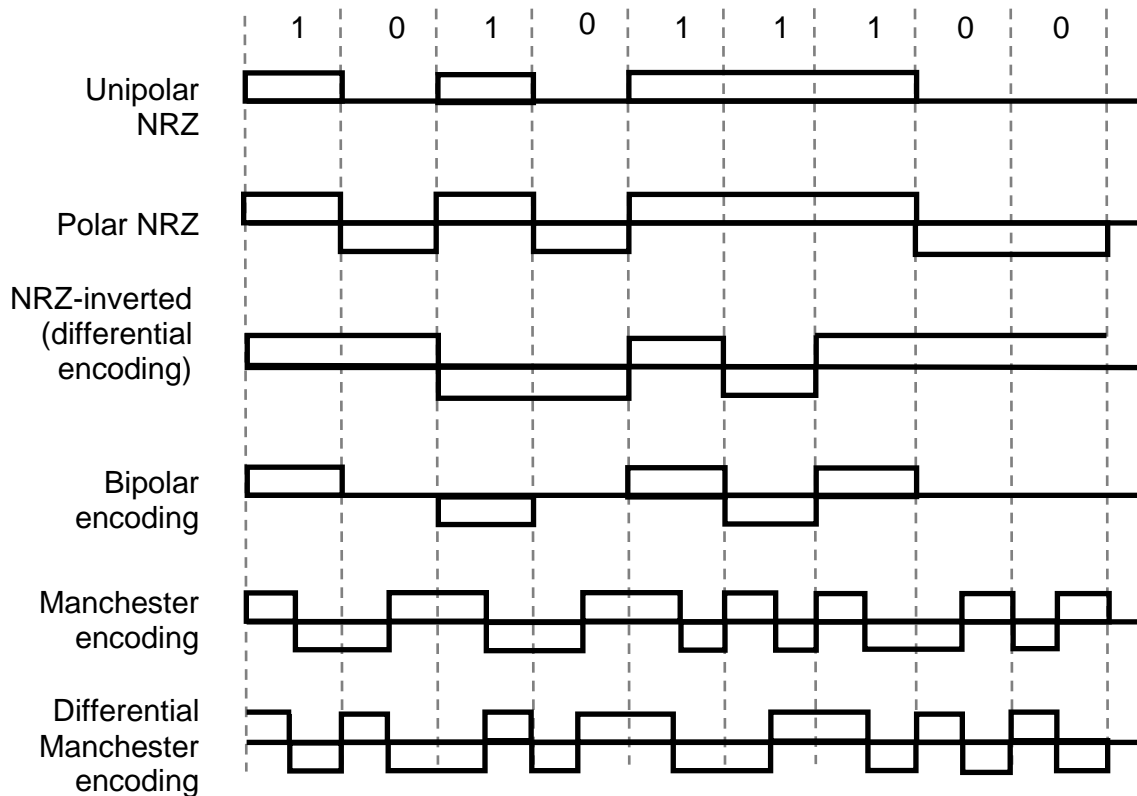 1 0 1 0 1 1 1 0 0
Unipolar
NRZ
Polar NRZ
NRZ-inverted
(differential
encoding)
Bipolar
encoding
Manchester
encoding
Differential
Manchester
encoding